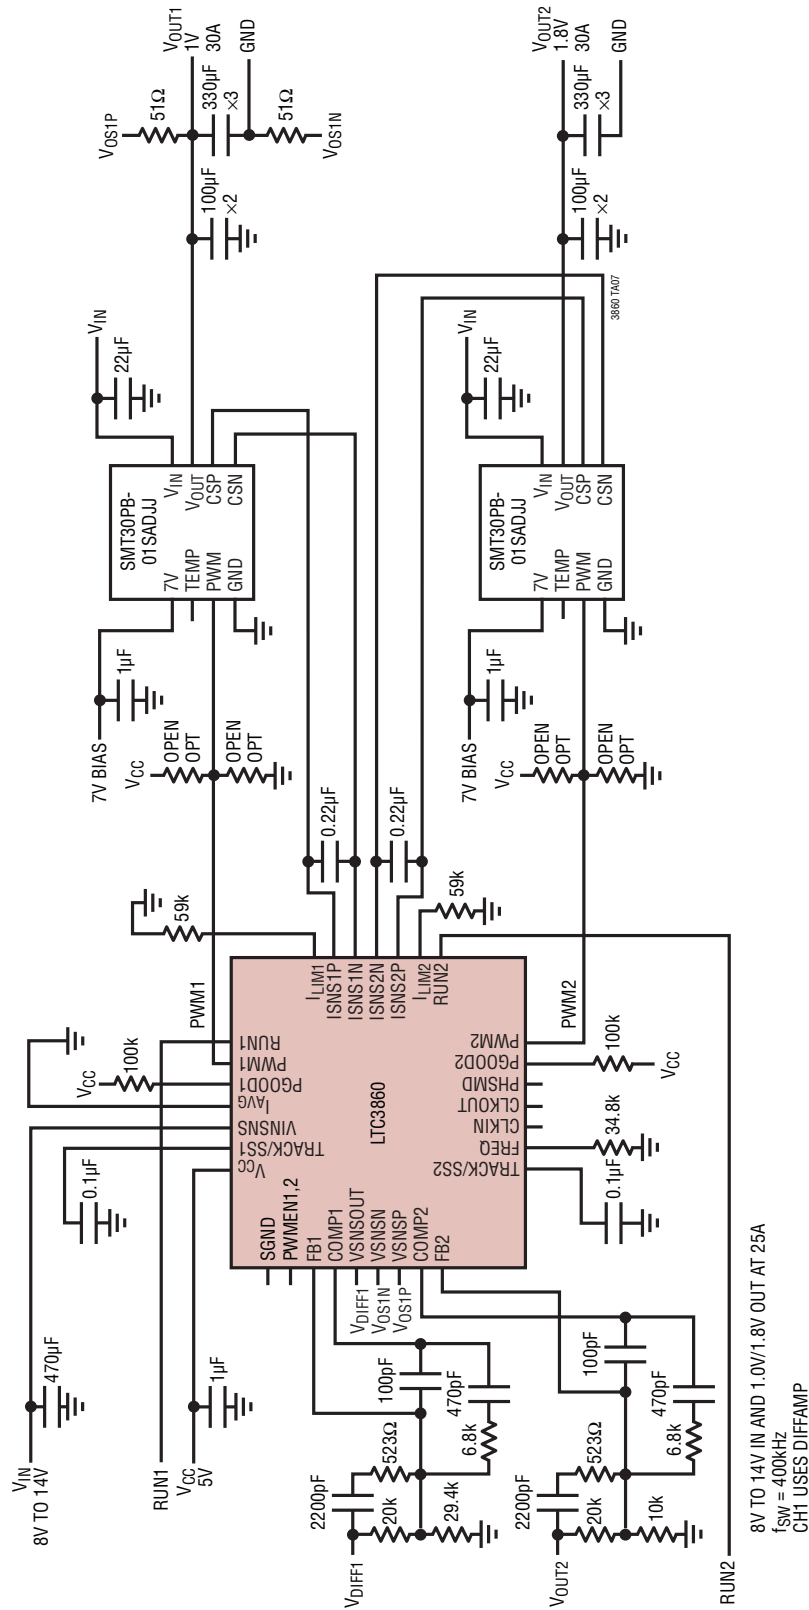 VIN
8V TO 14V
470µF
RUN1
VCC
5V
1µF
0.1µF
VCC
100k
PWM1
59k
7V BIAS
1µF
VCC
OPEN
OPT
OPEN
OPT
SMT30PB-
01SADJJ
7V
TEMP
PWM
GND
VIN
VOUT
CSP
CSN
22µF
VIN
100µF
×2
VOS1P
51Ω
330µF
×3
51Ω
VOS1N
VOUT1
1V
30A
GND
VCC
TRACK/SS1
VINSNS
IAVG
PGOOD1
PWM1
RUN1
SGND
PWMEN1,2
FB1
COMP1
VSNSOUT
VSNSN
VSNSP
COMP2
FB2
LTC3860
ILIM1
ISNS1P
ISNS1N
ISNS2N
ISNS2P
ILIM2
RUN2
TRACK/SS2
FREQ
CLKIN
CLKOUT
PHSMD
PGOOD2
PWM2
VDIFF1
VOS1N
VOS1P
0.22µF
0.22µF
59k
VDIFF1
2200pF
20k
523Ω
29.4k
100pF
470pF
6.8k
VOUT2
2200pF
20k
523Ω
10k
100pF
470pF
6.8k
0.1µF
34.8k
100k
VCC
PWM2
RUN2
7V BIAS
1µF
VCC
OPEN
OPT
OPEN
OPT
SMT30PB-
01SADJJ
7V
TEMP
PWM
GND
VIN
VOUT
CSP
CSN
22µF
VIN
100µF
×2
330µF
×3
VOUT2
1.8V
30A
GND
3860 TA07
8V TO 14V IN AND 1.0V/1.8V OUT AT 25A
fSW = 400kHz
CH1 USES DIFFAMP